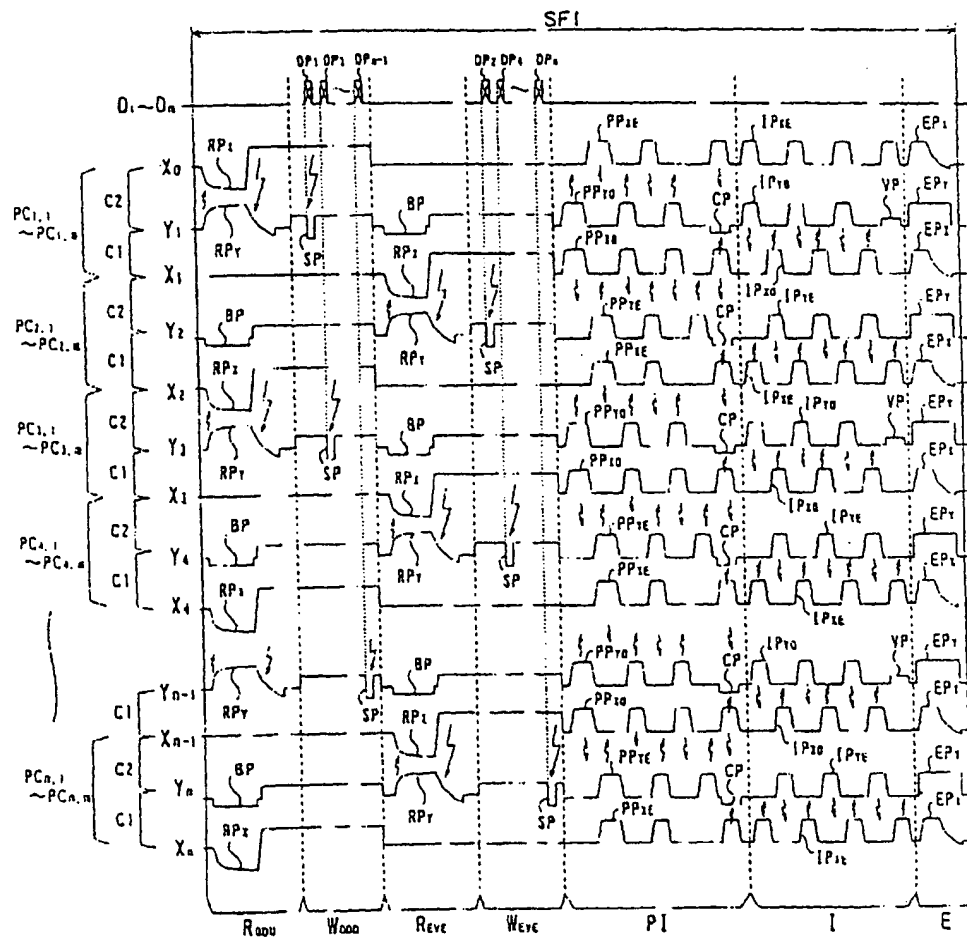 SF1
DP1 DP3 DPn-1 DP2 DP4 DPn
D1~Dm
X0 RPX PPXE IPXE EPX
PC1,1 ~PC1,m C2 C1
Y1 RPY SP BP PPYO CP IPYO VP EPY
X1 RPX PPXO IPXO EPX
PC2,1 ~PC2,m C2 C1
Y2 BP RPY SP PPYE CP IPYE EPY
X2 RPX PPXE IPXE EPX
PC3,1 ~PC3,m C2 C1
Y3 RPY SP BP PPYO CP IPYO VP EPY
X3 RPX PPXO IPXO EPX
PC4,1 ~PC4,m C2 C1
Y4 BP RPY SP PPYE CP IPYE EPY
X4 RPX PPXE IPXE EPX
Yn-1 RPY SP BP PPYO CP IPYO VP EPY
C1
Xn-1 RPX PPXO IPXO EPX
PCn,1 ~PCn,m C2 C1
Yn BP RPY SP PPYE CP IPYE EPY
Xn RPX PPXE IPXE EPX
RODD WODD REVE WEVE PI I E